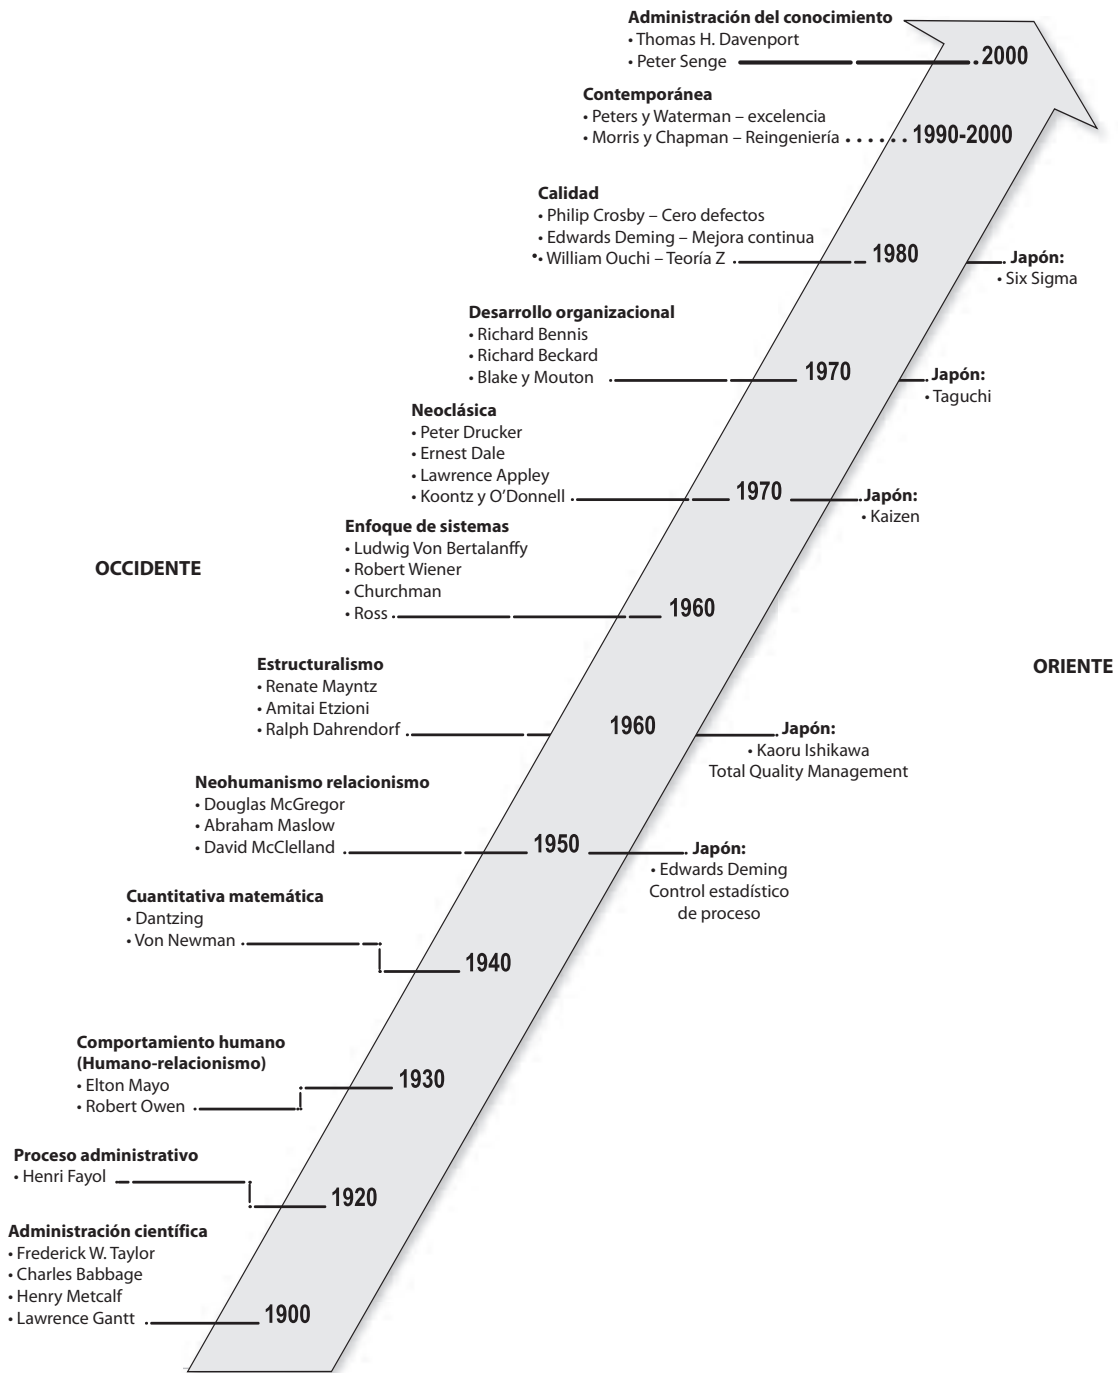 Administración del conocimiento
• Thomas H. Davenport
• Peter Senge
2000
Contemporánea
• Peters y Waterman – excelencia
• Morris y Chapman – Reingeniería
1990-2000
Calidad
• Philip Crosby – Cero defectos
• Edwards Deming – Mejora continua
•• William Ouchi – Teoría Z
1980
Japón:
• Six Sigma
Desarrollo organizacional
• Richard Bennis
• Richard Beckard
• Blake y Mouton
1970
Japón:
• Taguchi
Neoclásica
• Peter Drucker
• Ernest Dale
• Lawrence Appley
• Koontz y O’Donnell
1970
Japón:
• Kaizen
Enfoque de sistemas
• Ludwig Von Bertalanffy
• Robert Wiener
• Churchman
• Ross
1960
OCCIDENTE
ORIENTE
Estructuralismo
• Renate Mayntz
• Amitai Etzioni
• Ralph Dahrendorf
1960
Japón:
• Kaoru Ishikawa
Total Quality Management
Neohumanismo relacionismo
• Douglas McGregor
• Abraham Maslow
• David McClelland
1950
Japón:
• Edwards Deming
Control estadístico
de proceso
Cuantitativa matemática
• Dantzing
• Von Newman
1940
Comportamiento humano
(Humano-relacionismo)
• Elton Mayo
• Robert Owen
1930
Proceso administrativo
• Henri Fayol
1920
Administración científica
• Frederick W. Taylor
• Charles Babbage
• Henry Metcalf
• Lawrence Gantt
1900